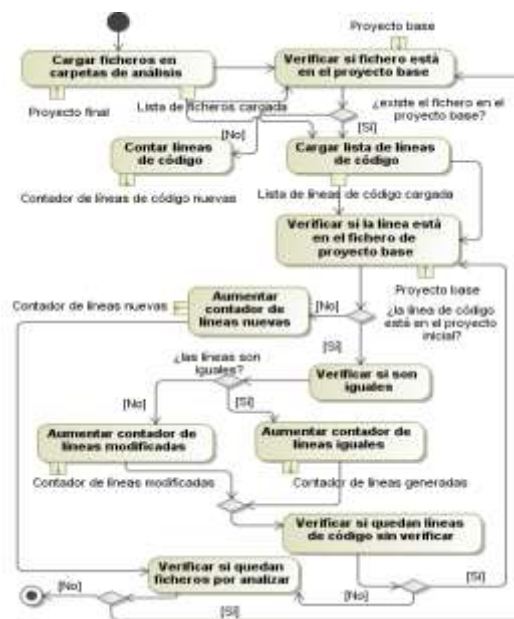 Proyecto base
Cargar ficheros en
carpetas de análisis
Verificar si fichero está
en el proyecto base
Proyecto final
Lista de ficheros cargada
¿existe el fichero en el
proyecto base?
[No]
[Sí]
Contar líneas
de código
Cargar lista de líneas
de código
Contador de líneas de código nuevas
Lista de líneas de código cargada
Verificar si la línea está
en el fichero de
proyecto base
Proyecto base
Contador de líneas nuevas
Aumentar contador
de líneas nuevas
[No]
¿la línea de código
está en el proyecto
inicial?
[Sí]
¿las líneas son
iguales?
Verificar si son
iguales
[No]
[Sí]
Aumentar contador de
líneas modificadas
Aumentar contador de
líneas iguales
Contador de líneas modificadas
Contador de líneas generadas
Verificar si quedan líneas
de código sin verificar
Verificar si quedan
ficheros por analizar
[Sí]
[No]
[No]
[Sí]